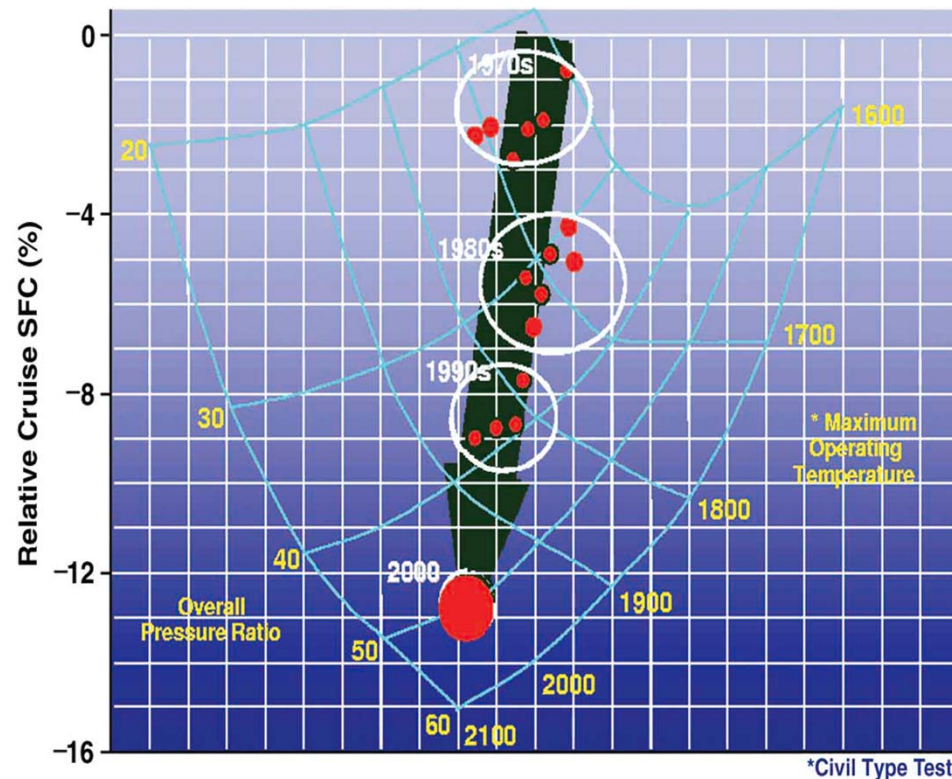 −0
1970s
20
1600
−4
1980s
1700
−8
1990s
30
* Maximum
Operating
Temperature
1800
40
−12
2000
1900
Overall
Pressure Ratio
50
2000
60
2100
−16
Relative Cruise SFC (%)
*Civil Type Test